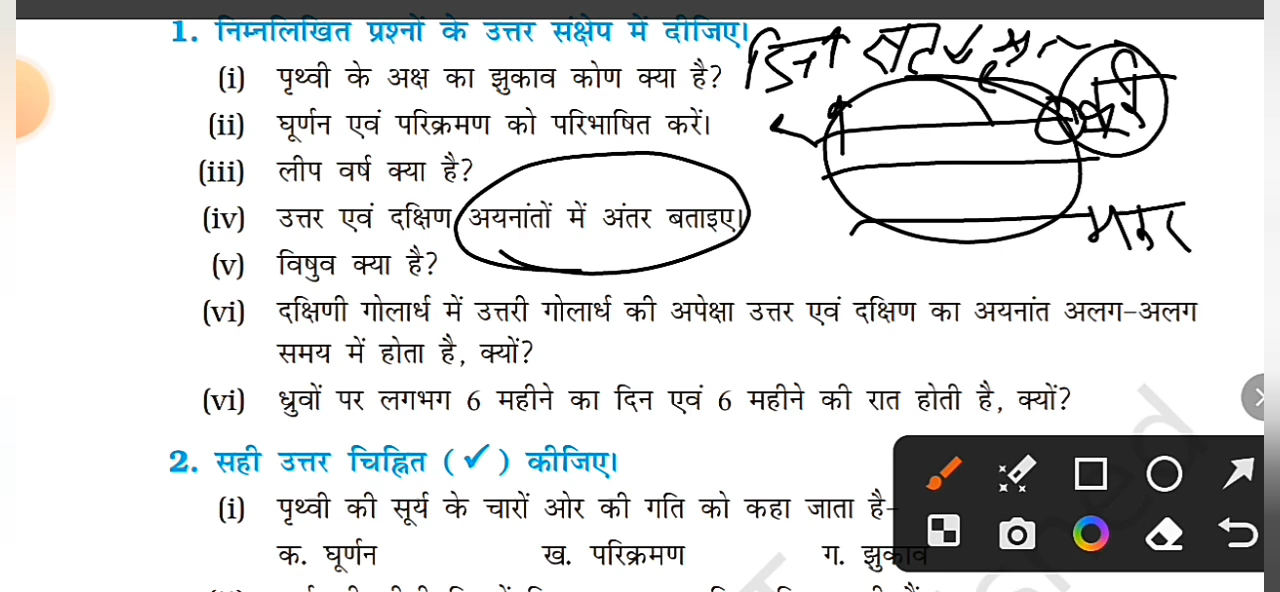 1. निम्नलिखित प्रश्नों के उत्तर संक्षेप में दीजिए।
(i) पृथ्वी के अक्ष का झुकाव कोण क्या है?
(ii) घूर्णन एवं परिक्रमण को परिभाषित करें।
(iii) लीप वर्ष क्या है?
(iv) उत्तर एवं दक्षिण अयनांतों में अंतर बताइए।
(v) विषुव क्या है?
(vi) दक्षिणी गोलार्ध में उत्तरी गोलार्ध की अपेक्षा उत्तर एवं दक्षिण का अयनांत अलग-अलग
समय में होता है, क्यों?
(vi) ध्रुवों पर लगभग 6 महीने का दिन एवं 6 महीने की रात होती है, क्यों?
2. सही उत्तर चिह्नित (✓) कीजिए।
(i) पृथ्वी की सूर्य के चारों ओर की गति को कहा जाता है-
क. घूर्णन ख. परिक्रमण ग. झुकाव